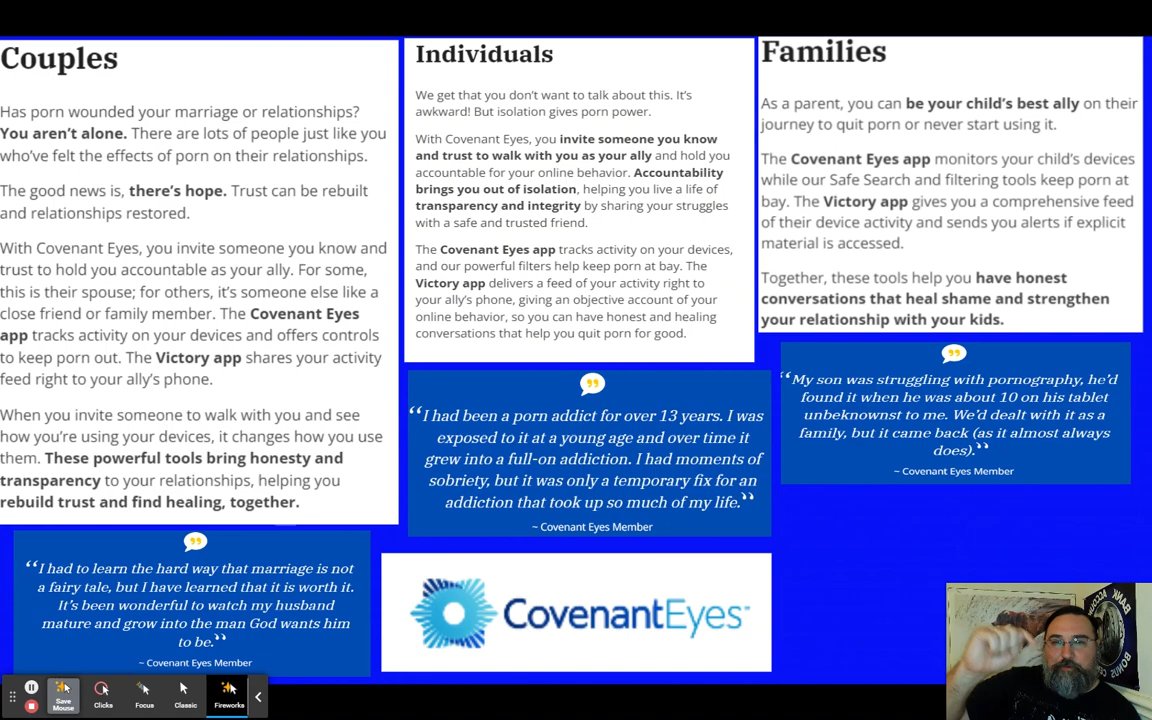 Couples
Has porn wounded your marriage or relationships?
You aren't alone. There are lots of people just like you
who've felt the effects of porn on their relationships.
The good news is, there's hope. Trust can be rebuilt
and relationships restored.
With Covenant Eyes, you invite someone you know and
trust to hold you accountable as your ally. For some,
this is their spouse; for others, it's someone else like a
close friend or family member. The Covenant Eyes
app tracks activity on your devices and offers controls
to keep porn out. The Victory app shares your activity
feed right to your ally's phone.
When you invite someone to walk with you and see
how you're using your devices, it changes how you use
them. These powerful tools bring honesty and
transparency to your relationships, helping you
rebuild trust and find healing, together.
“I had to learn the hard way that marriage is not
a fairy tale, but I have learned that it is worth it.
It's been wonderful to watch my husband
mature and grow into the man God wants him
to be.”
~ Covenant Eyes Member
Individuals
We get that you don't want to talk about this. It's
awkward! But isolation gives porn power.
With Covenant Eyes, you invite someone you know
and trust to walk with you as your ally and hold you
accountable for your online behavior. Accountability
brings you out of isolation, helping you live a life of
transparency and integrity by sharing your struggles
with a safe and trusted friend.
The Covenant Eyes app tracks activity on your devices,
and our powerful filters help keep porn at bay. The
Victory app delivers a feed of your activity right to
your ally's phone, giving an objective account of your
online behavior, so you can have honest and healing
conversations that help you quit porn for good.
“I had been a porn addict for over 13 years. I was
exposed to it at a young age and over time it
grew into a full-on addiction. I had moments of
sobriety, but it was only a temporary fix for an
addiction that took up so much of my life.”
~ Covenant Eyes Member
CovenantEyes
Families
As a parent, you can be your child's best ally on their
journey to quit porn or never start using it.
The Covenant Eyes app monitors your child's devices
while our Safe Search and filtering tools keep porn at
bay. The Victory app gives you a comprehensive feed
of their device activity and sends you alerts if explicit
material is accessed.
Together, these tools help you have honest
conversations that heal shame and strengthen
your relationship with your kids.
“My son was struggling with pornography, he'd
found it when he was about 10 on his tablet
unbeknownst to me. We'd dealt with it as a
family, but it came back (as it almost always
does).”
~ Covenant Eyes Member
Save
Mouse
Clicks
Focus
Classic
Fireworks
BANK ACCOU
BONUS.C